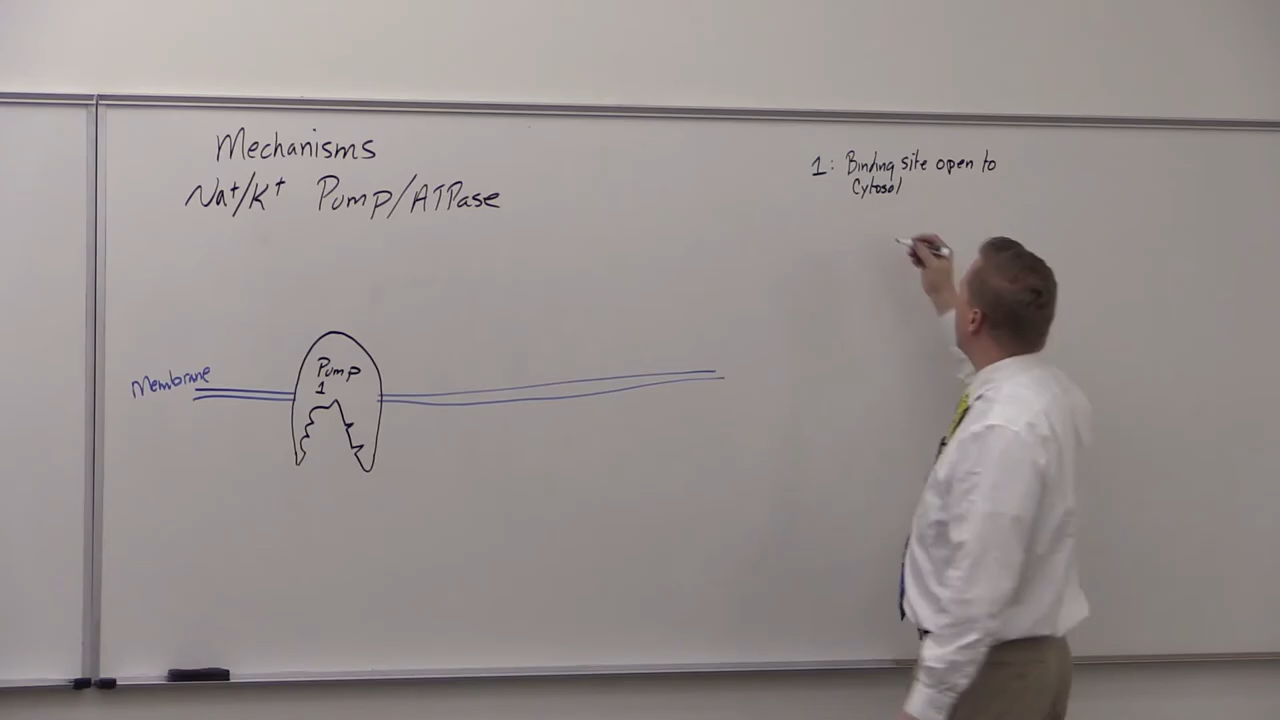 Mechanisms
Na⁺/K⁺ Pump/ATPase
1: Binding site open to
Cytosol
Membrane
Pump
1